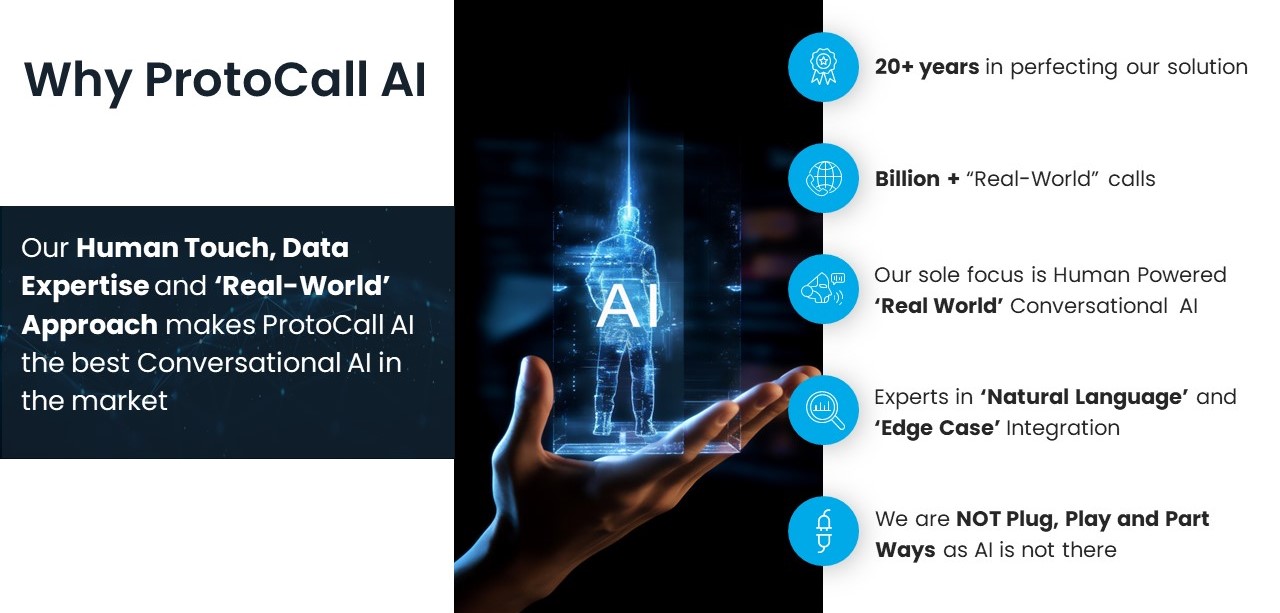 Why ProtoCall AI
Our Human Touch, Data
Expertise and ‘Real-World’
Approach makes ProtoCall AI
the best Conversational AI in
the market
AI
20+ years in perfecting our solution
Billion + “Real-World” calls
Our sole focus is Human Powered
‘Real World’ Conversational AI
Experts in ‘Natural Language’ and
‘Edge Case’ Integration
We are NOT Plug, Play and Part
Ways as AI is not there